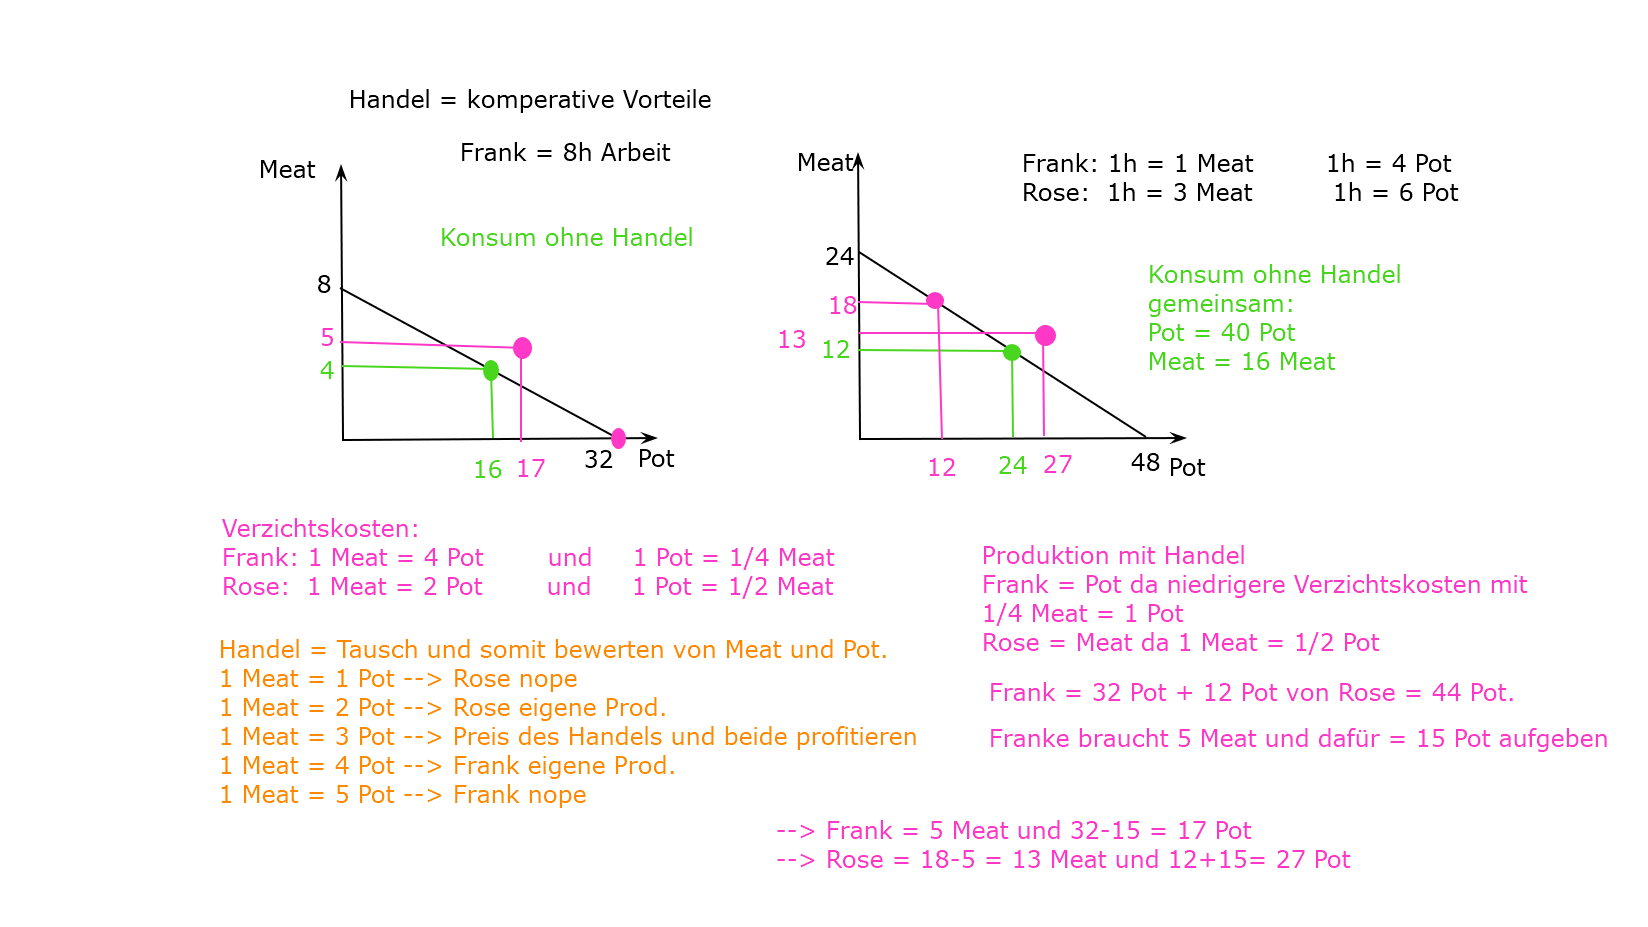 Handel = komperative Vorteile
Frank = 8h Arbeit
Meat
Konsum ohne Handel
8
5
4
16
17
32
Pot
Meat
Frank: 1h = 1 Meat 1h = 4 Pot
Rose: 1h = 3 Meat 1h = 6 Pot
24
18
13
12
Konsum ohne Handel
gemeinsam:
Pot = 40 Pot
Meat = 16 Meat
12
24
27
48
Pot
Verzichtskosten:
Frank: 1 Meat = 4 Pot und 1 Pot = 1/4 Meat
Rose: 1 Meat = 2 Pot und 1 Pot = 1/2 Meat
Handel = Tausch und somit bewerten von Meat und Pot.
1 Meat = 1 Pot --> Rose nope
1 Meat = 2 Pot --> Rose eigene Prod.
1 Meat = 3 Pot --> Preis des Handels und beide profitieren
1 Meat = 4 Pot --> Frank eigene Prod.
1 Meat = 5 Pot --> Frank nope
Produktion mit Handel
Frank = Pot da niedrigere Verzichtskosten mit
1/4 Meat = 1 Pot
Rose = Meat da 1 Meat = 1/2 Pot
Frank = 32 Pot + 12 Pot von Rose = 44 Pot.
Franke braucht 5 Meat und dafür = 15 Pot aufgeben
--> Frank = 5 Meat und 32-15 = 17 Pot
--> Rose = 18-5 = 13 Meat und 12+15= 27 Pot